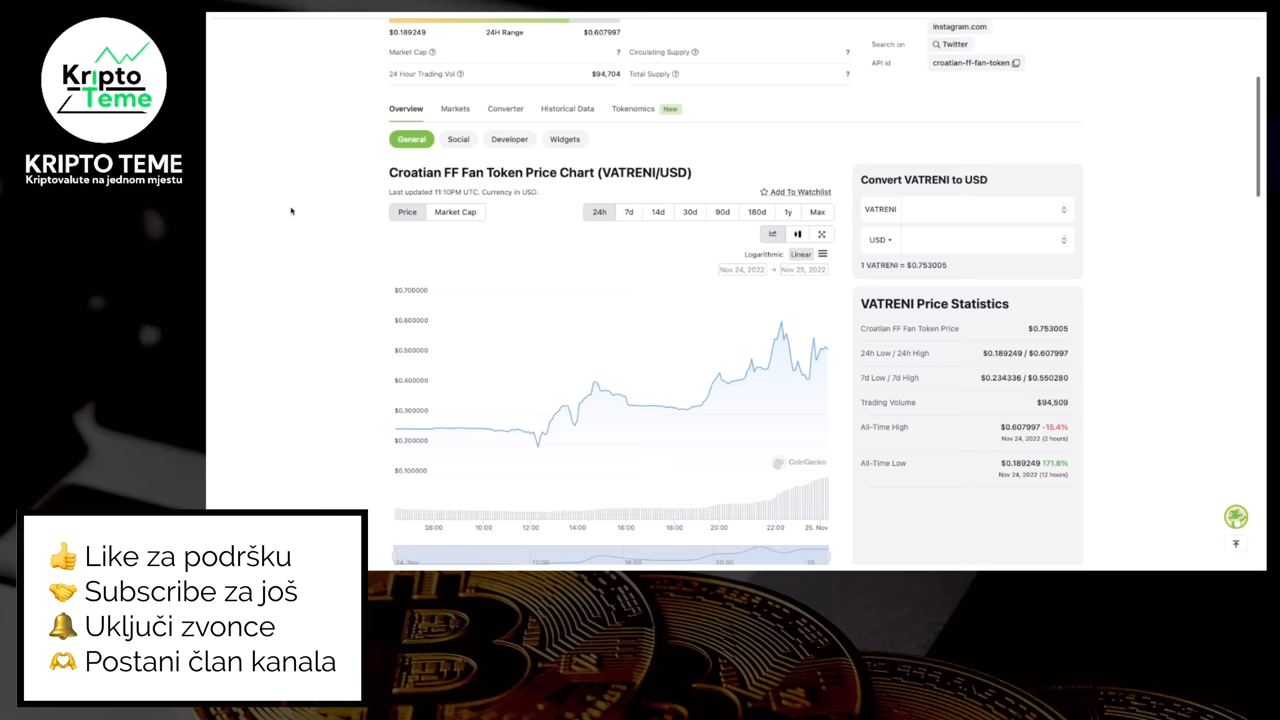 Kripto
Teme
KRIPTO TEME
Kriptovalute na jednom mjestu
$0.189249 24H Range $0.607997
Market Cap ?
Circulating Supply ?
24 Hour Trading Vol $94,704
Total Supply ?
instagram.com
Search on Twitter
API id croatian-ff-fan-token
Overview Markets Converter Historical Data Tokenomics New
General Social Developer Widgets
Croatian FF Fan Token Price Chart (VATRENI/USD)
Last updated 11:10PM UTC. Currency in USD.
Add To Watchlist
Price Market Cap
24h 7d 14d 30d 90d 180d 1y Max
Logarithmic Linear
Nov 24, 2022 → Nov 25, 2022
$0.700000
$0.600000
$0.500000
$0.400000
$0.300000
$0.200000
$0.100000
CoinGecko
08:00 10:00 12:00 14:00 16:00 18:00 20:00 22:00 25. Nov
24. Nov 12:00 16:00 20:00 25...
Convert VATRENI to USD
VATRENI
USD
1 VATRENI = $0.753005
VATRENI Price Statistics
Croatian FF Fan Token Price $0.753005
24h Low / 24h High $0.189249 / $0.607997
7d Low / 7d High $0.234336 / $0.550280
Trading Volume $94,509
All-Time High $0.607997 -15.4%
Nov 24, 2022 (2 hours)
All-Time Low $0.189249 171.8%
Nov 24, 2022 (12 hours)
👍 Like za podršku
🤝 Subscribe za još
🔔 Uključi zvonce
🫶 Postani član kanala